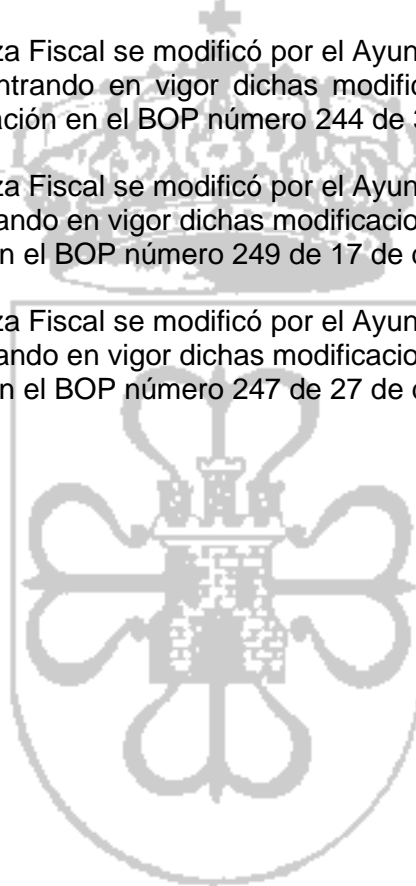 za Fiscal se modificó por el Ayun
ntrando en vigor dichas modific
ación en el BOP número 244 de
za Fiscal se modificó por el Ayun
ando en vigor dichas modificacio
n el BOP número 249 de 17 de
za Fiscal se modificó por el Ayun
ando en vigor dichas modificacio
n el BOP número 247 de 27 de